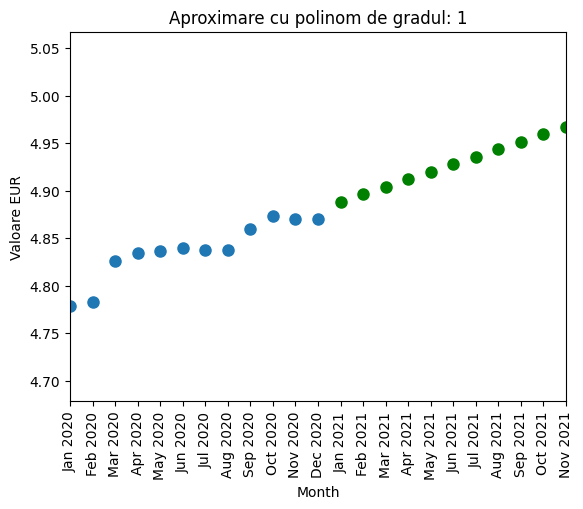 Aproximare cu polinom de gradul: 1
Valoare EUR
5.05
5.00
4.95
4.90
4.85
4.80
4.75
4.70
Jan 2020
Feb 2020
Mar 2020
Apr 2020
May 2020
Jun 2020
Jul 2020
Aug 2020
Sep 2020
Oct 2020
Nov 2020
Dec 2020
Jan 2021
Feb 2021
Mar 2021
Apr 2021
May 2021
Jun 2021
Jul 2021
Aug 2021
Sep 2021
Oct 2021
Nov 2021
Month